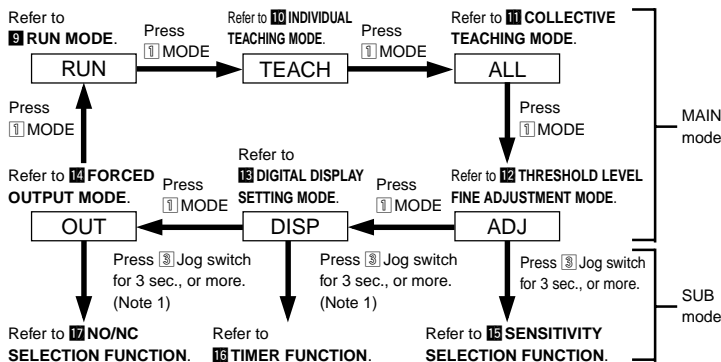 Refer to
9 RUN MODE.
Press
1 MODE
Refer to 10 INDIVIDUAL
TEACHING MODE.
Press
1 MODE
Refer to 11 COLLECTIVE
TEACHING MODE.
RUN
TEACH
ALL
Press
1 MODE
Press
1 MODE
MAIN
mode
Refer to 14 FORCED
OUTPUT MODE.
Press
1 MODE
Refer to
13 DIGITAL DISPLAY
SETTING MODE.
Press
1 MODE
Refer to 12 THRESHOLD LEVEL
FINE ADJUSTMENT MODE.
OUT
DISP
ADJ
Press 3 Jog switch
for 3 sec., or more.
(Note 1)
Press 3 Jog switch
for 3 sec., or more.
(Note 1)
Press 3 Jog switch
for 3 sec., or more.
SUB
mode
Refer to 17 NO/NC
SELECTION FUNCTION.
Refer to
16 TIMER FUNCTION.
Refer to 15 SENSITIVITY
SELECTION FUNCTION.